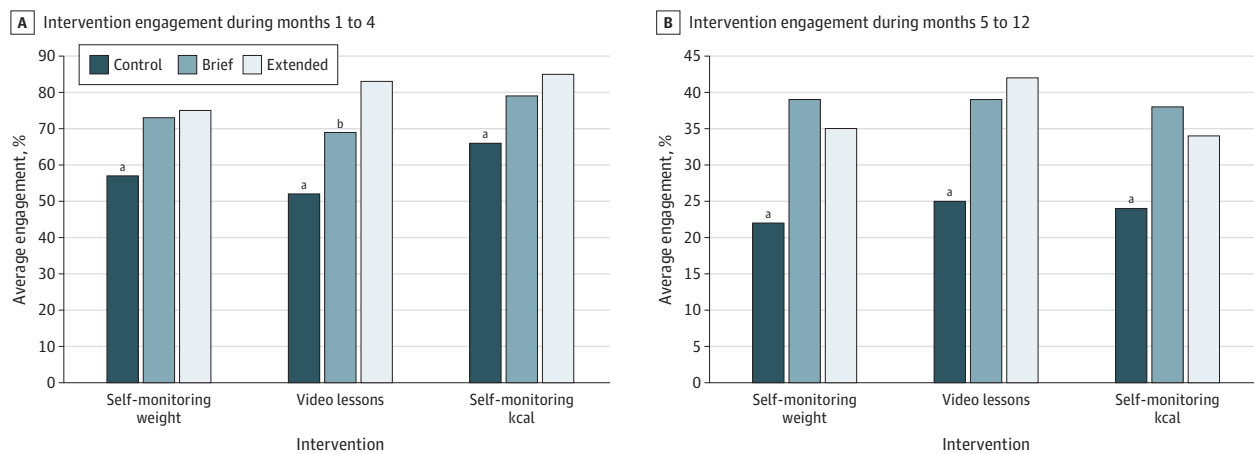 A Intervention engagement during months 1 to 4
Control Brief Extended
Average engagement, %
90
80
70
60
50
40
30
20
10
0
a
a
b
a
Self-monitoring
weight
Video lessons
Self-monitoring
kcal
Intervention
B Intervention engagement during months 5 to 12
Average engagement, %
45
40
35
30
25
20
15
10
5
0
a
a
a
Self-monitoring
weight
Video lessons
Self-monitoring
kcal
Intervention